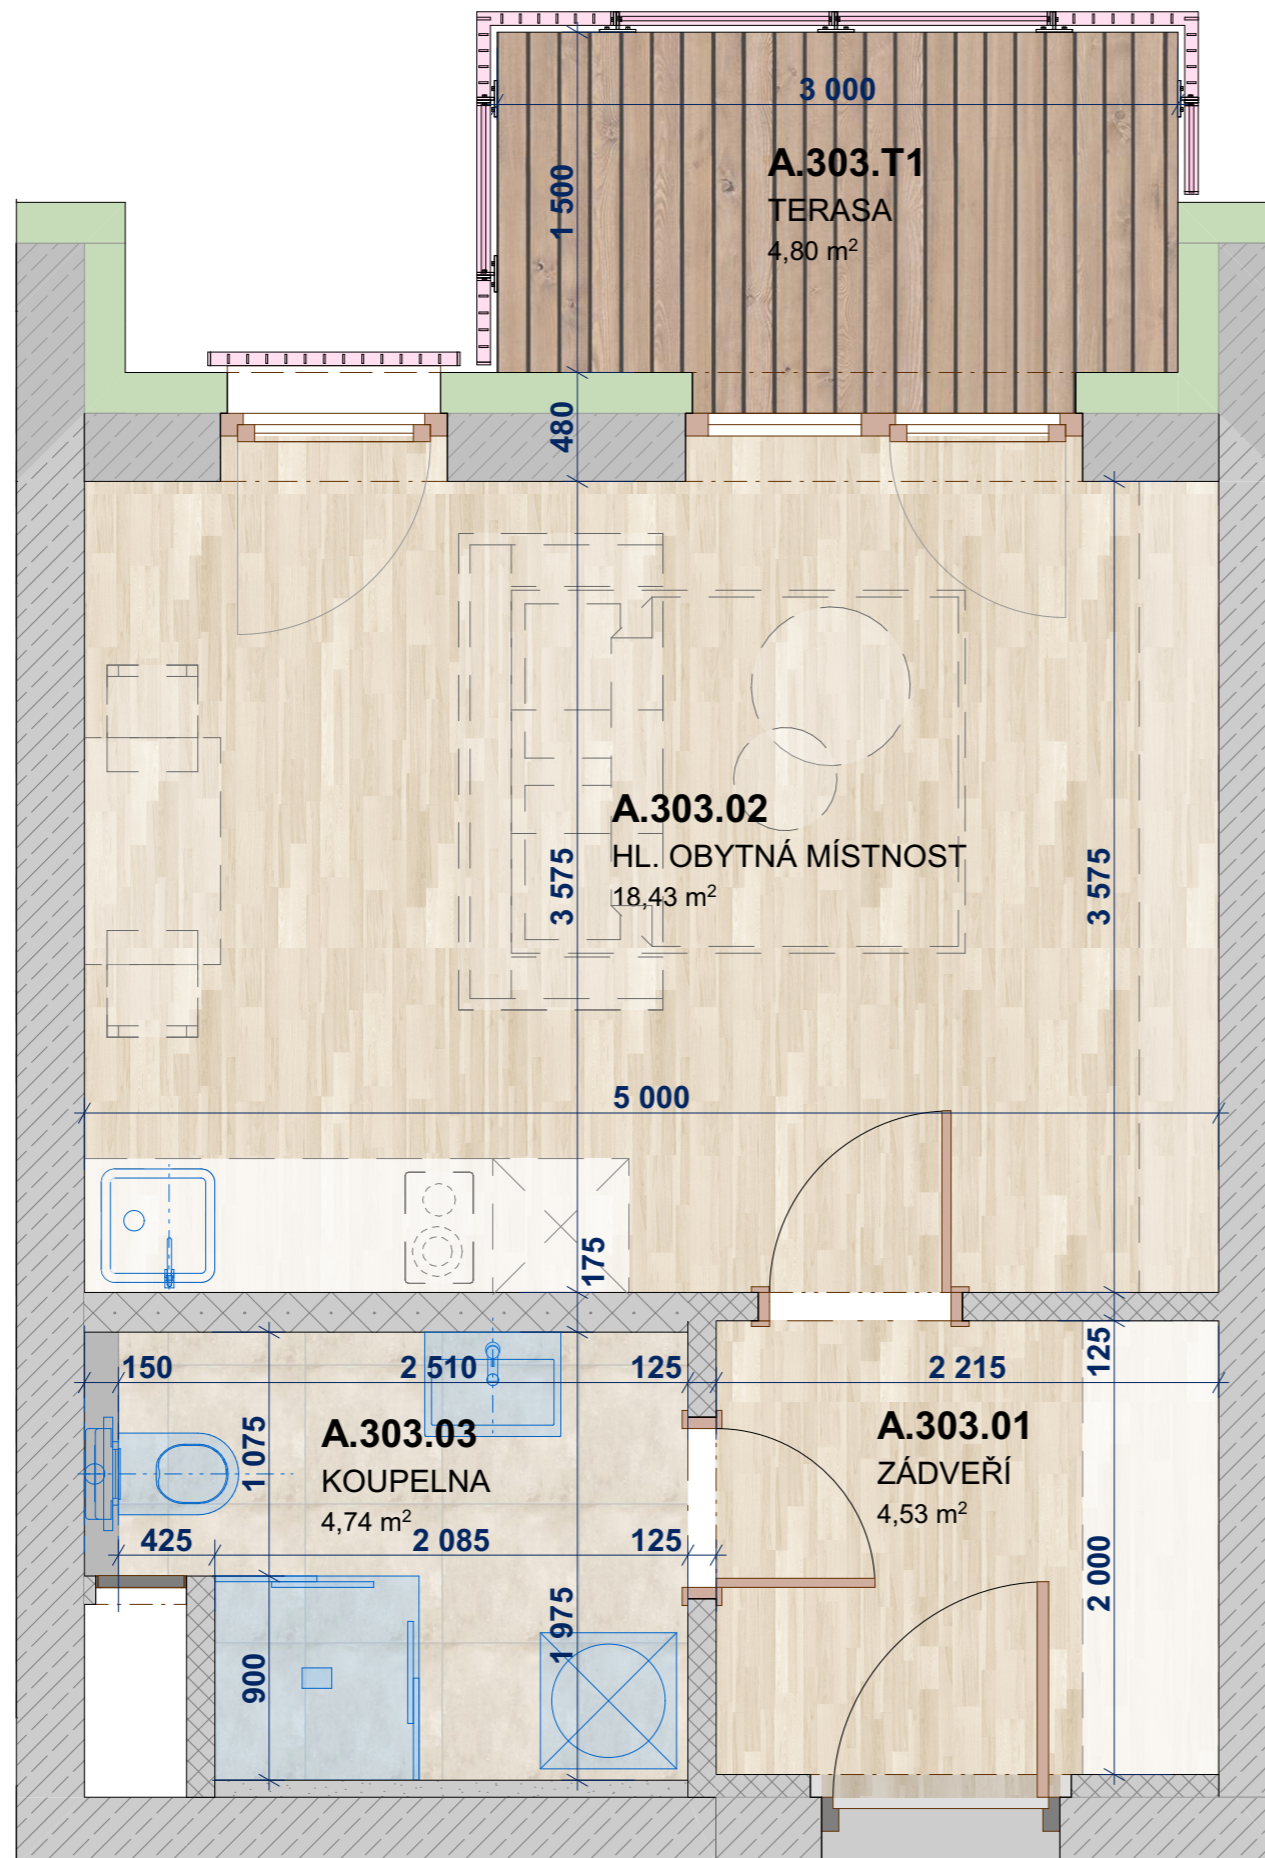 3 000
A.303.T1
TERASA
4,80 m²
1 500
480
A.303.02
HL. OBYTNÁ MÍSTNOST
18,43 m²
3 575
3 575
5 000
175
150
2 510
125
2 215
125
A.303.03
KOUPELNA
4,74 m²
1 075
A.303.01
ZÁDVEŘÍ
4,53 m²
425
2 085
125
2 000
1 975
900